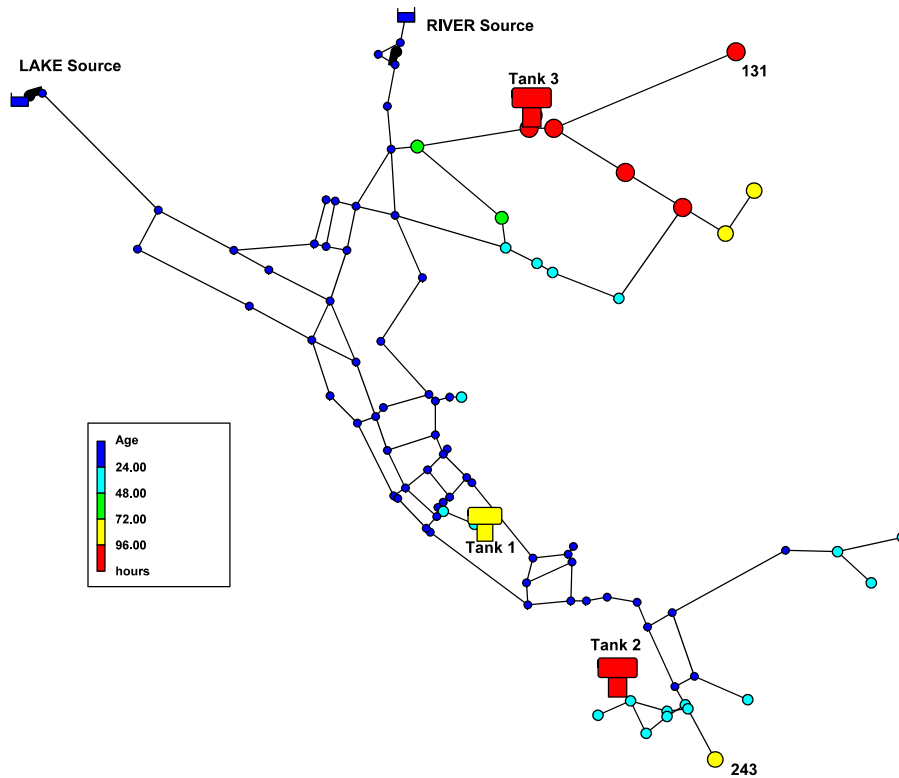 RIVER Source
LAKE Source
131
Tank 3
Age
24.00
48.00
72.00
96.00
hours
Tank 1
Tank 2
243